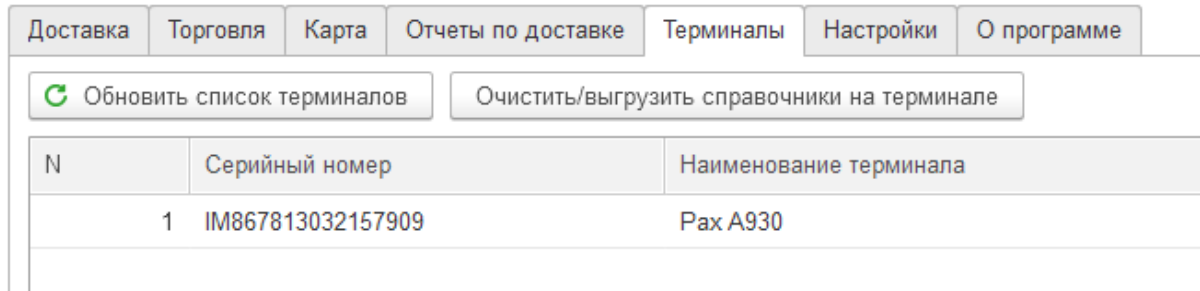 Доставка Торговля Карта Отчеты по доставке Терминалы Настройки О программе
Обновить список терминалов Очистить/выгрузить справочники на терминале
N Серийный номер Наименование терминала
1 IM867813032157909 Pax A930